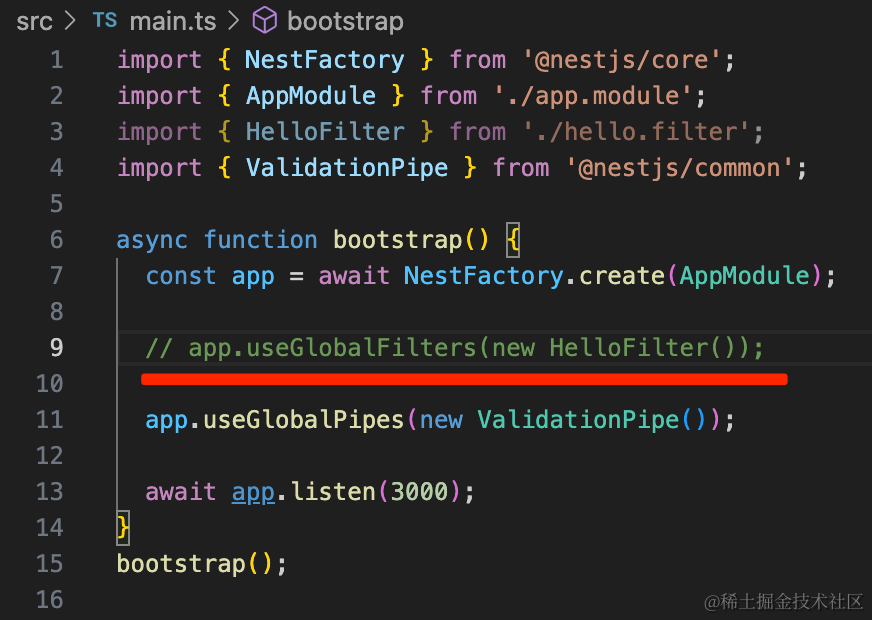 src > TS main.ts > bootstrap
1 import { NestFactory } from '@nestjs/core';
2 import { AppModule } from './app.module';
3 import { HelloFilter } from './hello.filter';
4 import { ValidationPipe } from '@nestjs/common';
5
6 async function bootstrap() {
7   const app = await NestFactory.create(AppModule);
8
9   // app.useGlobalFilters(new HelloFilter());
10
11   app.useGlobalPipes(new ValidationPipe());
12
13   await app.listen(3000);
14 }
15 bootstrap();
16
@稀土掘金技术社区